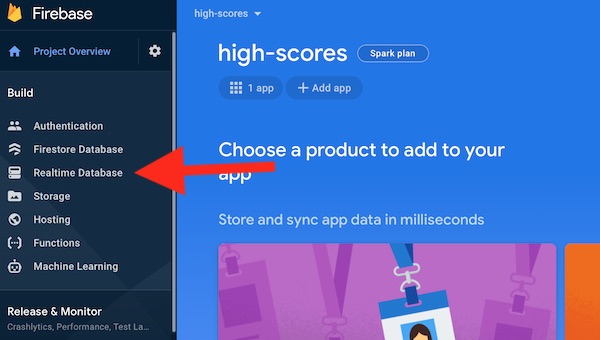 Firebase
high-scores
Project Overview
high-scores
Spark plan
Build
1 app
Add app
Authentication
Firestore Database
Choose a product to add to your
app
Realtime Database
Storage
Store and sync app data in milliseconds
Hosting
Functions
Machine Learning
Release & Monitor
Crashlytics, Performance, Test La...